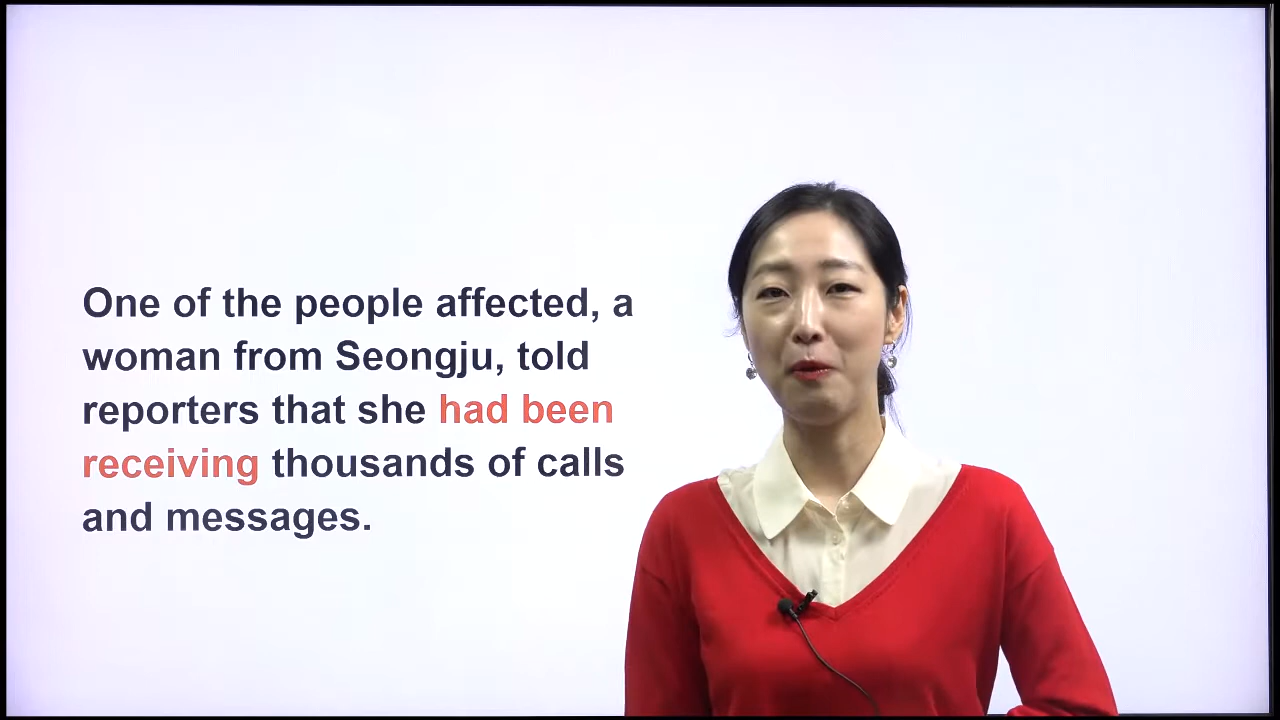 One of the people affected, a
woman from Seongju, told
reporters that she had been
receiving thousands of calls
and messages.